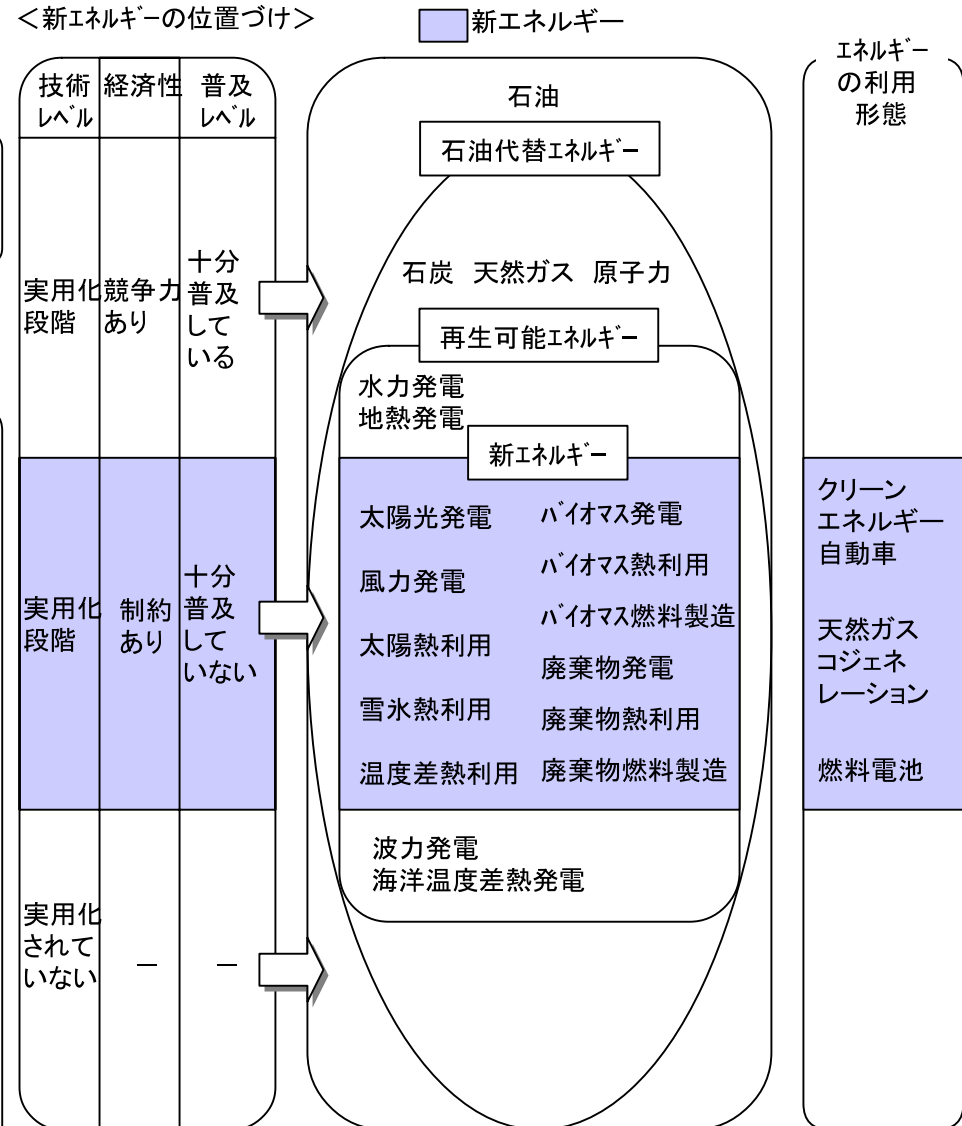 ＜新ｴﾈﾙｷﾞｰの位置づけ＞
新エネルギー
技術
ﾚﾍﾞﾙ
経済性
普及
ﾚﾍﾞﾙ
実用化
段階
競争力
あり
十分
普及
して
いる
実用化
段階
制約
あり
十分
普及
して
いない
実用化
されて
いない
－
－
石油
石油代替ｴﾈﾙｷﾞｰ
石炭 天然ガス 原子力
再生可能ｴﾈﾙｷﾞｰ
水力発電
地熱発電
新ｴﾈﾙｷﾞｰ
太陽光発電
風力発電
太陽熱利用
雪氷熱利用
温度差熱利用
ﾊﾞｲｵﾏｽ発電
ﾊﾞｲｵﾏｽ熱利用
ﾊﾞｲｵﾏｽ燃料製造
廃棄物発電
廃棄物熱利用
廃棄物燃料製造
波力発電
海洋温度差熱発電
ｴﾈﾙｷﾞｰ
の利用
形態
クリーン
エネルギー
自動車
天然ガス
コジェネ
レーション
燃料電池